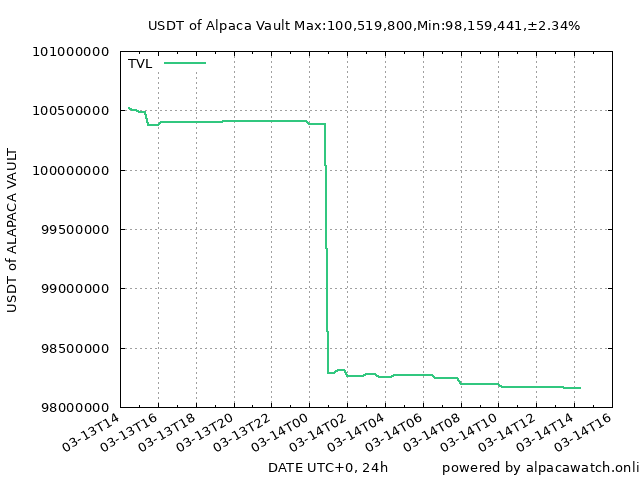 USDT of Alpaca Vault Max:100,519,800,Min:98,159,441,±2.34%
TVL
101000000
100500000
100000000
99500000
99000000
98500000
98000000
USDT of ALAPACA VAULT
03-13T14
03-13T16
03-13T18
03-13T20
03-13T22
03-14T00
03-14T02
03-14T04
03-14T06
03-14T08
03-14T10
03-14T12
03-14T14
03-14T16
DATE UTC+0, 24h
powered by alpacawatch.onli